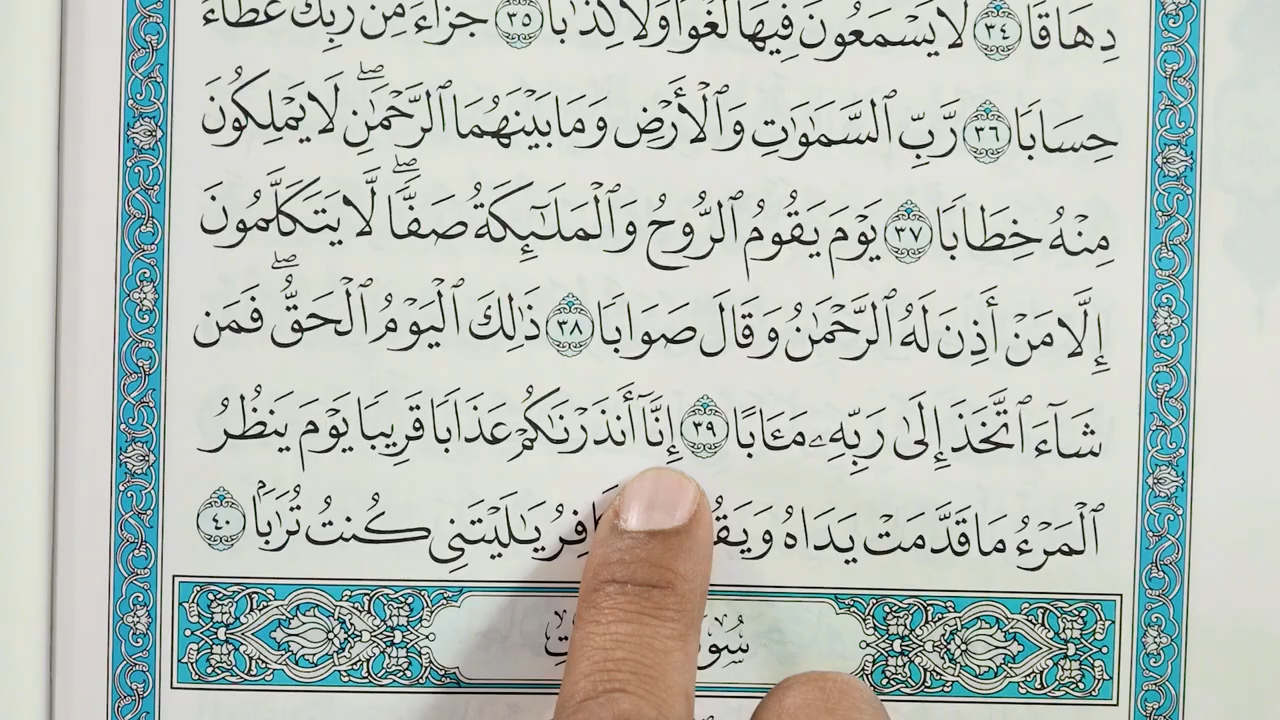 دِهَاقًا ٣٤ لَّا يَسْمَعُونَ فِيهَا لَغْوًا وَلَا كِذَّٰبًا ٣٥ جَزَآءً مِّن رَّبِّكَ عَطَآءً
حِسَابًا ٣٦ رَّبِّ ٱلسَّمَٰوَٰتِ وَٱلْأَرْضِ وَمَا بَيْنَهُمَا ٱلرَّحْمَٰنِۖ لَا يَمْلِكُونَ
مِنْهُ خِطَابًا ٣٧ يَوْمَ يَقُومُ ٱلرُّوحُ وَٱلْمَلَٰٓئِكَةُ صَفًّاۖ لَّا يَتَكَلَّمُونَ
إِلَّا مَنْ أَذِنَ لَهُ ٱلرَّحْمَٰنُ وَقَالَ صَوَابًا ٣٨ ذَٰلِكَ ٱلْيَوْمُ ٱلْحَقُّۖ فَمَن
شَآءَ ٱتَّخَذَ إِلَىٰ رَبِّهِۦ مَـَٔابًا ٣٩ إِنَّآ أَنذَرْنَٰكُمْ عَذَابًا قَرِيبًا يَوْمَ يَنظُرُ
ٱلْمَرْءُ مَا قَدَّمَتْ يَدَاهُ يَٰلَيْتَنِى كُنتُ تُرَٰبًۢا ٤٠